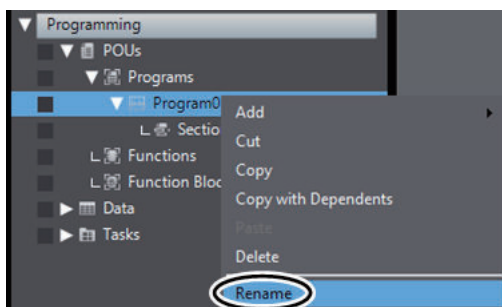 Programming
POUs
Programs
Program0
Section
Functions
Function Bloc
Data
Tasks
Add
Cut
Copy
Copy with Dependents
Paste
Delete
Rename